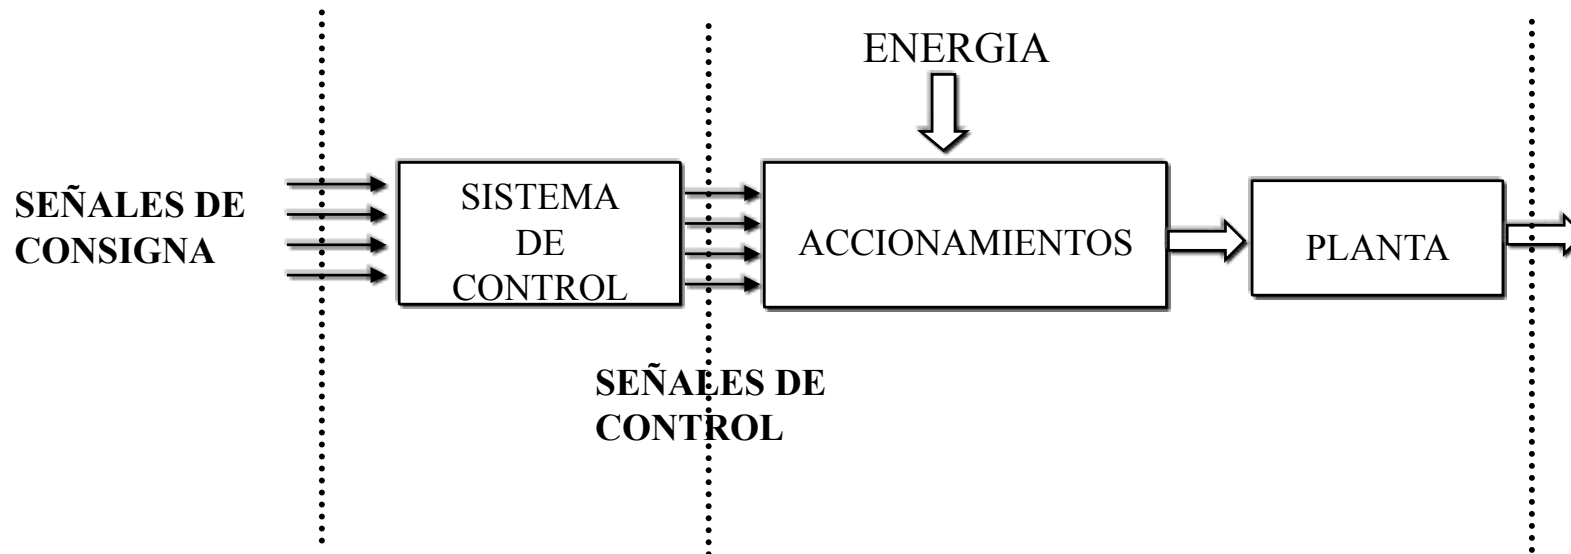 ENERGIA
SEÑALES DE
CONSIGNA
SISTEMA
DE
CONTROL
ACCIONAMIENTOS
PLANTA
SEÑALES DE
CONTROL